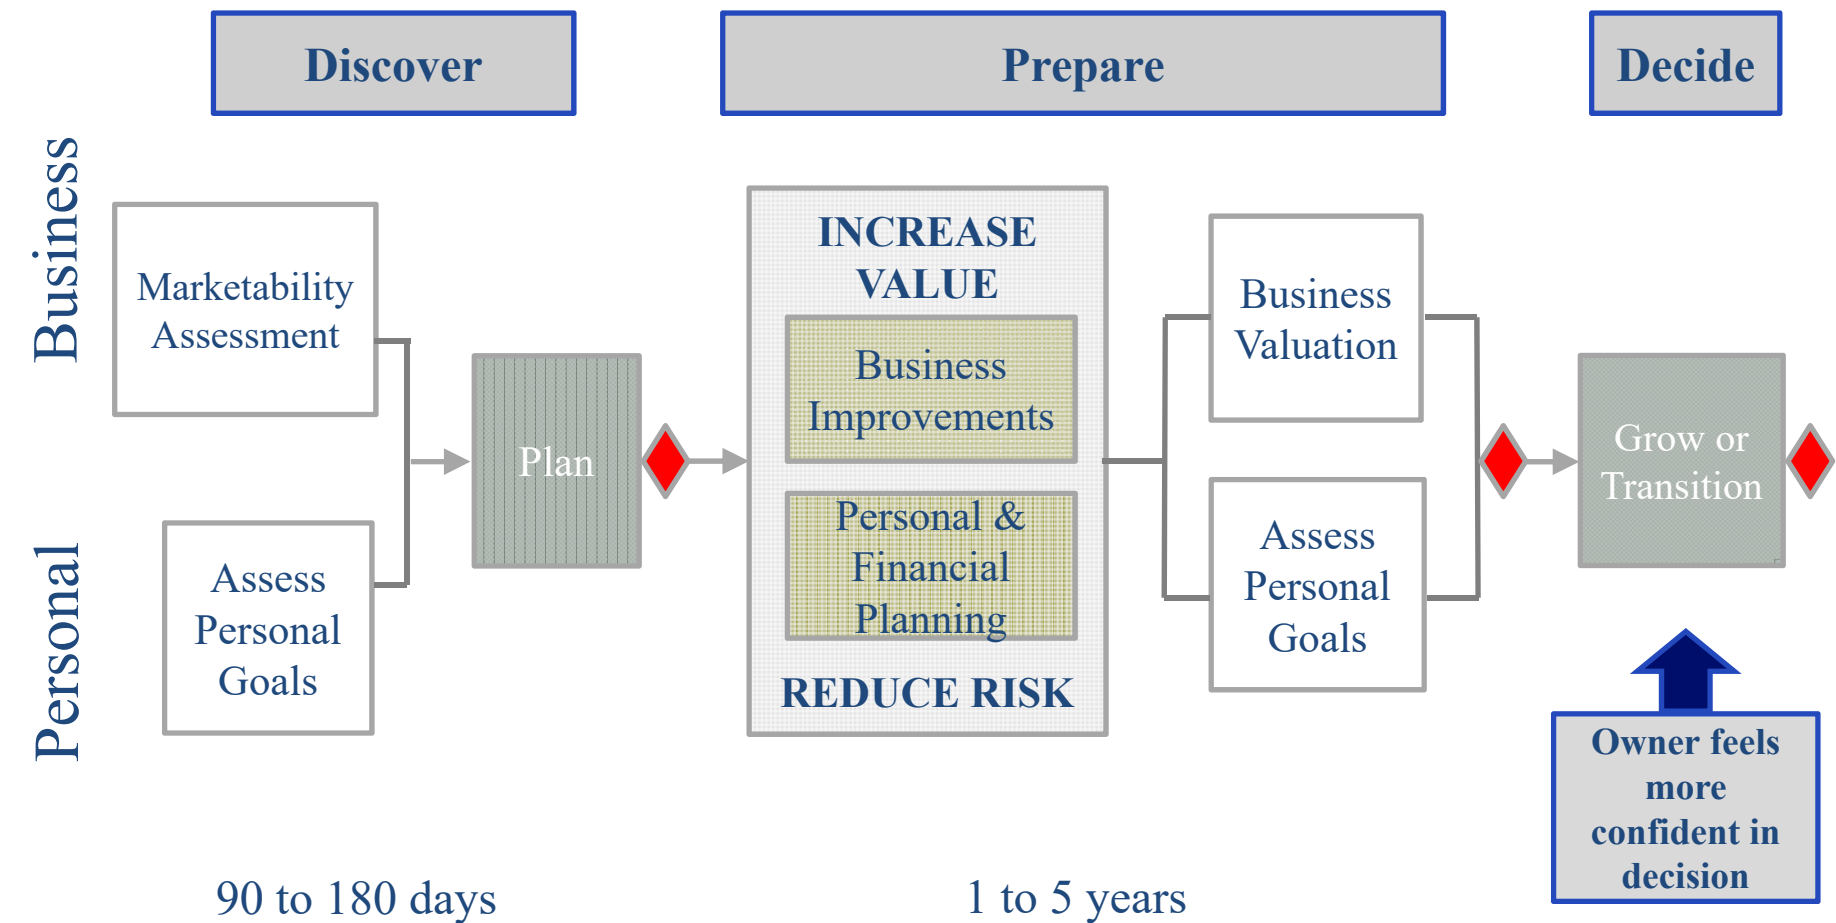 Discover
Prepare
Decide
Business
Marketability
Assessment
Personal
Assess
Personal
Goals
Plan
INCREASE
VALUE
Business
Improvements
Personal &
Financial
Planning
REDUCE RISK
Business
Valuation
Assess
Personal
Goals
Grow or
Transition
Owner feels
more
confident in
decision
90 to 180 days
1 to 5 years